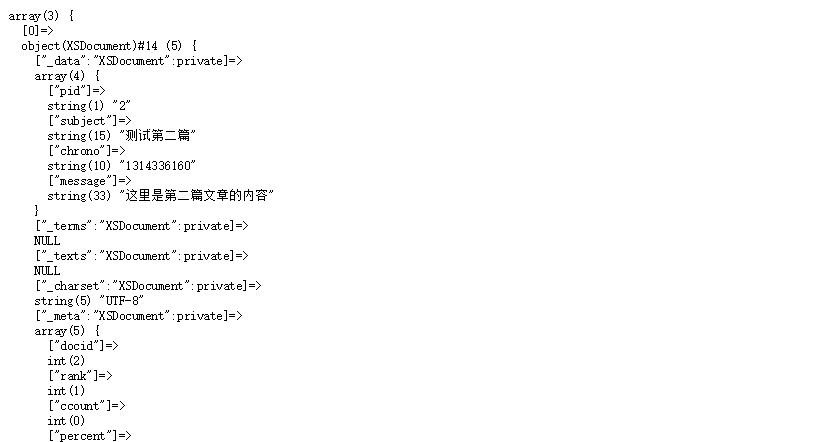 array(3) {
[0]=>
object(XSDocument)#14 (5) {
["_data":"XSDocument":private]=>
array(4) {
["pid"]=>
string(1) "2"
["subject"]=>
string(15) "测试第二篇"
["chrono"]=>
string(10) "1314336160"
["message"]=>
string(33) "这里是第二篇文章的内容"
}
["_terms":"XSDocument":private]=>
NULL
["_texts":"XSDocument":private]=>
NULL
["_charset":"XSDocument":private]=>
string(5) "UTF-8"
["_meta":"XSDocument":private]=>
array(5) {
["docid"]=>
int(2)
["rank"]=>
int(1)
["ccount"]=>
int(0)
["percent"]=>